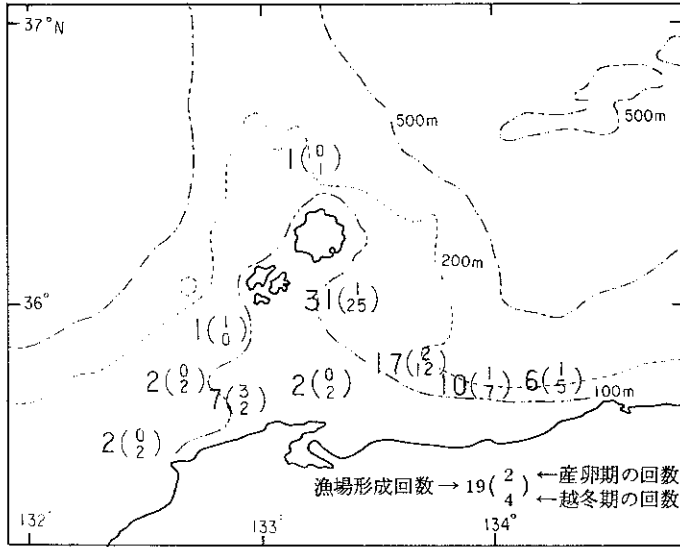 37°N
500m
500m
1(0/1)
200m
36°
31(1/25)
1(1/0)
17(2/12)
2(0/2)
7(3/2)
2(0/2)
10(1/7)
6(1/5)
100m
2(0/2)
漁場形成回数→19(2/4) ←産卵期の回数
←越冬期の回数
132°
133°
134°